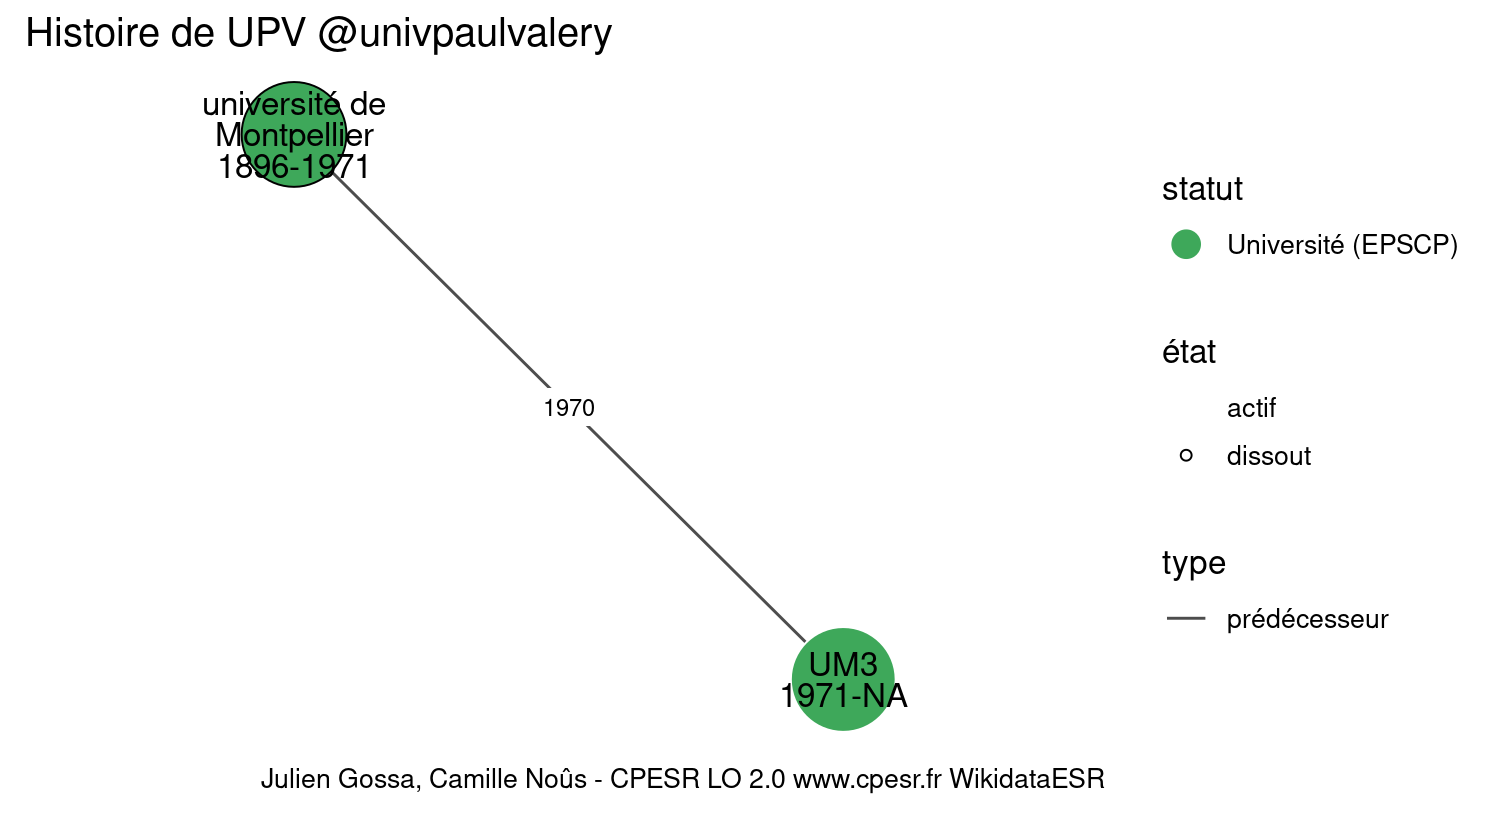 Histoire de UPV @univpaulvalery
université de
Montpellier
1896-1971
1970
UM3
1971-NA
statut
Université (EPSCP)
état
actif
dissout
type
prédécesseur
Julien Gossa, Camille Noûs - CPESR LO 2.0 www.cpesr.fr WikidataESR